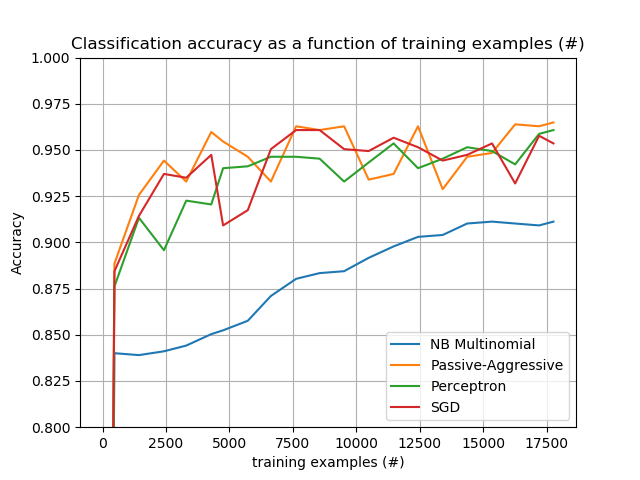 Classification accuracy as a function of training examples (#)
1.000
0.975
0.950
0.925
0.900
0.875
0.850
0.825
0.800
Accuracy
NB Multinomial
Passive-Aggressive
Perceptron
SGD
0 2500 5000 7500 10000 12500 15000 17500
training examples (#)